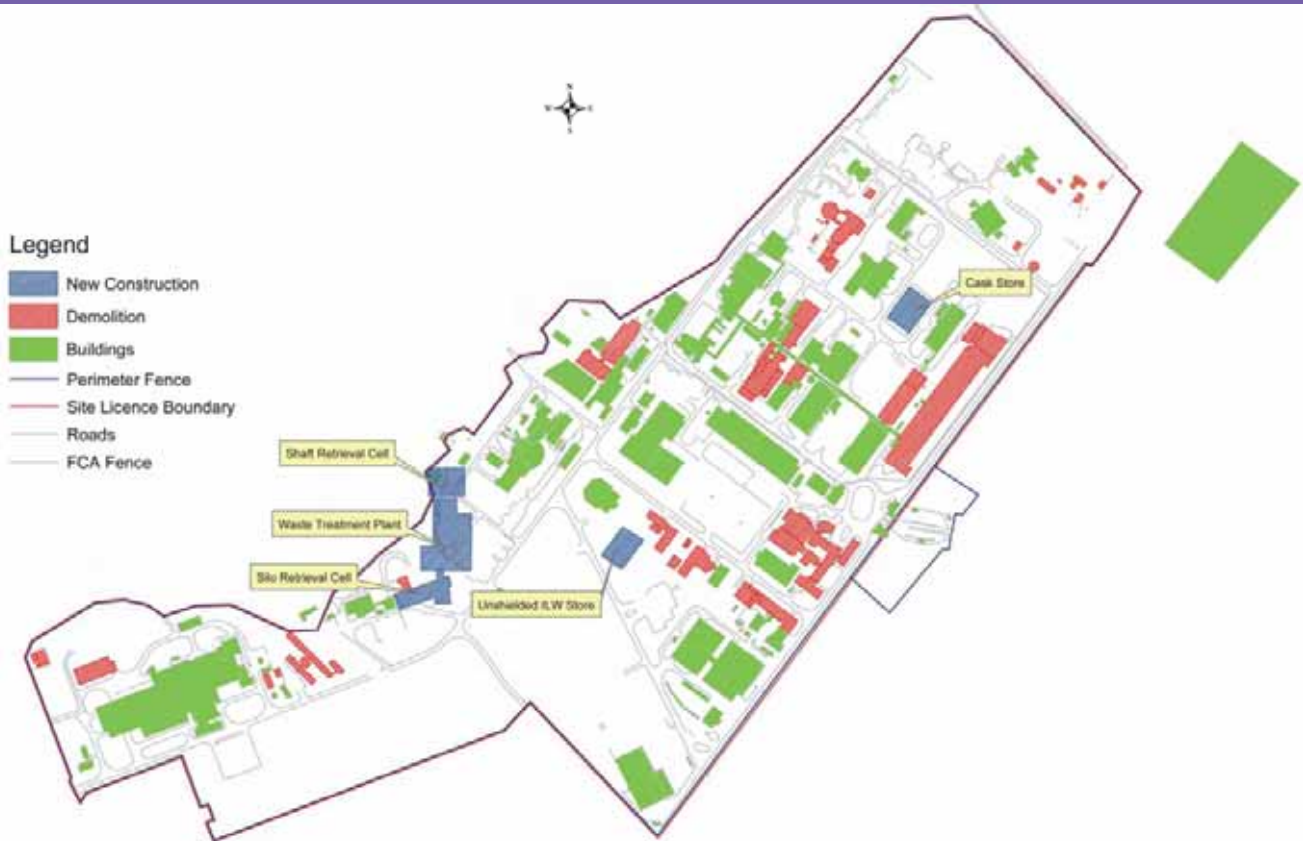 N
W E
S
Legend
New Construction
Demolition
Buildings
Perimeter Fence
Site Licence Boundary
Roads
FCA Fence
Cask Store
Shaft Retrieval Cell
Waste Treatment Plant
Silo Retrieval Cell
Unshielded ILW Store